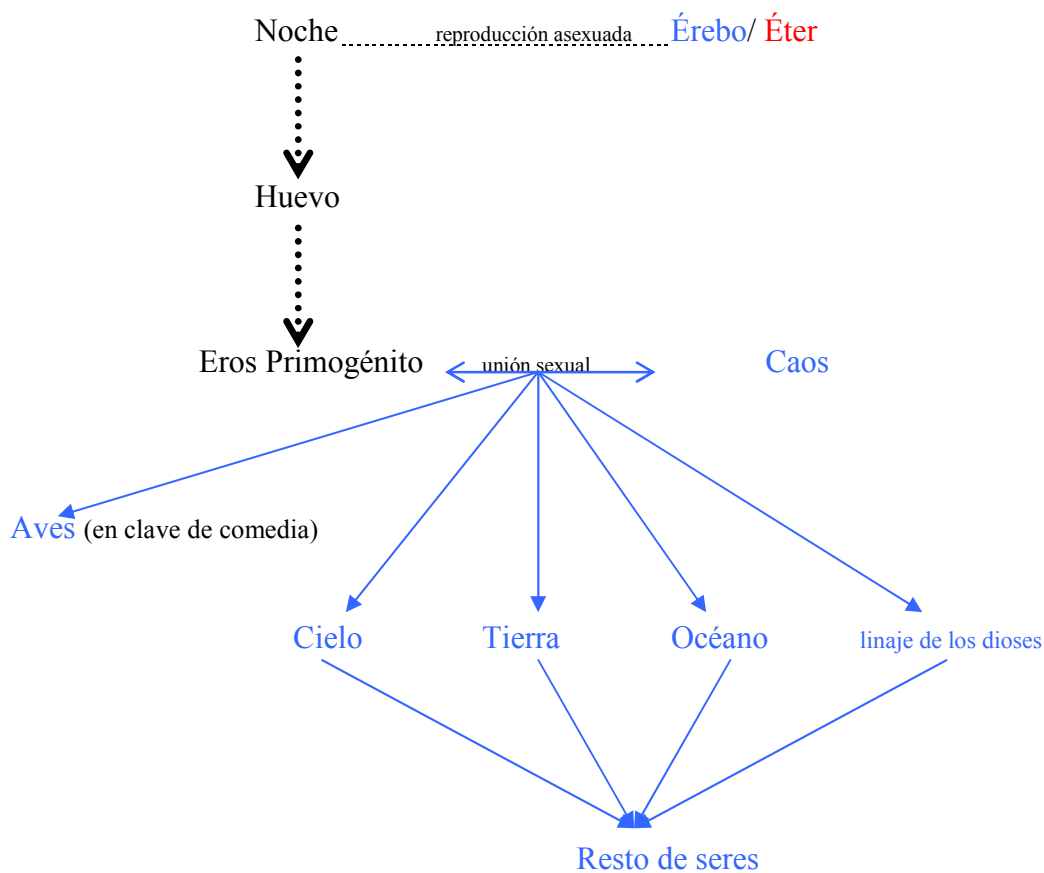 Noche reproducción asexuada Érebo/ Éter
Huevo
Eros Primogénito unión sexual Caos
Aves (en clave de comedia)
Cielo Tierra Océano linaje de los dioses
Resto de seres